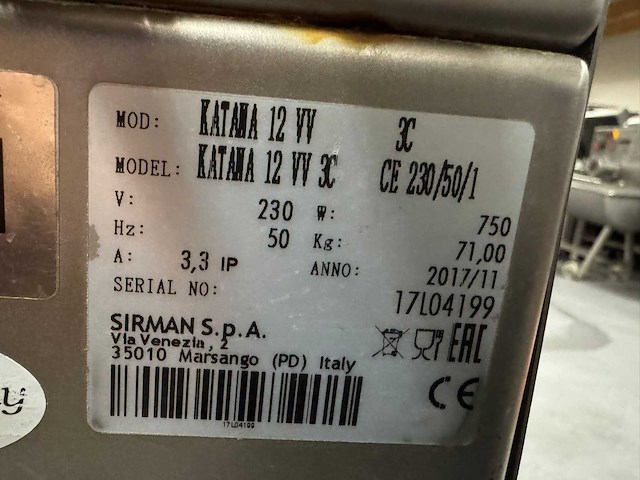 MOD: KATANA 12 VV 3C
MODEL: KATANA 12 VV 3C CE 230/50/1
V: 230 W: 750
Hz: 50 Kg: 71,00
A: 3,3 IP ANNO: 2017/11
SERIAL NO: 17L04199
SIRMAN S.p.A.
Via Venezia, 2
35010 Marsango (PD) Italy
EAC
CE
17L04199